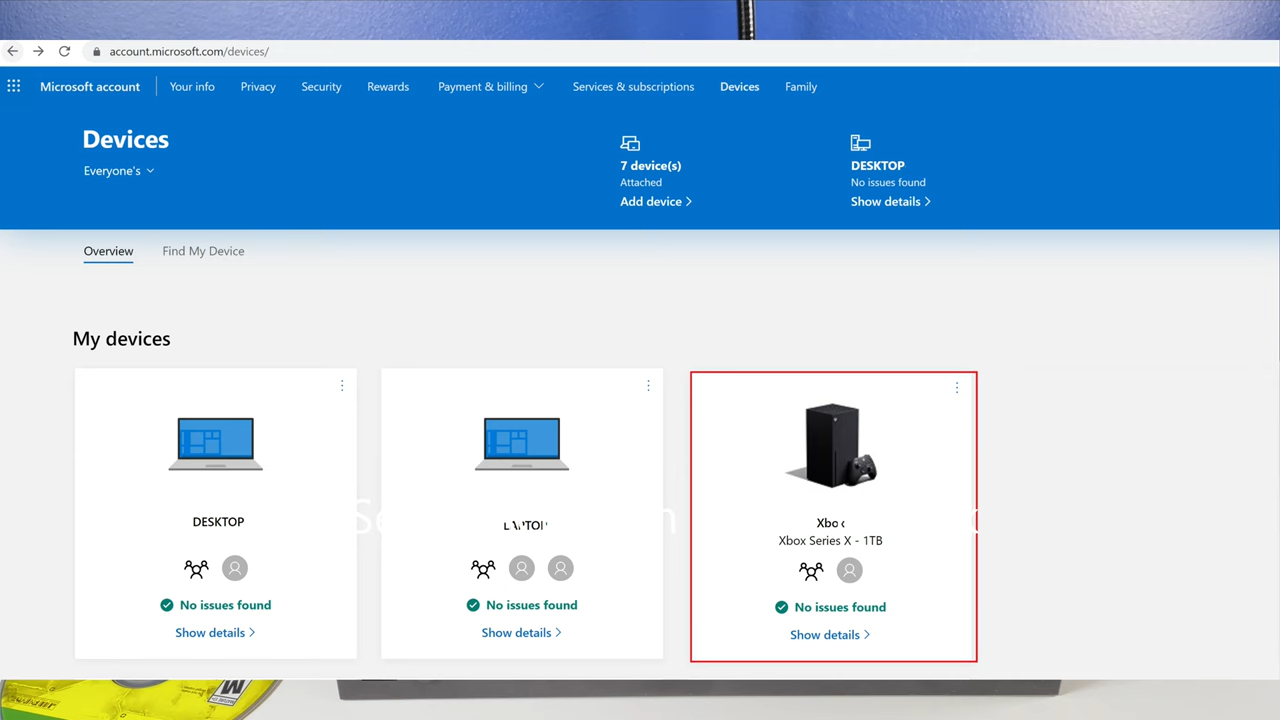 account.microsoft.com/devices/
Microsoft account Your info Privacy Security Rewards Payment & billing Services & subscriptions Devices Family
Devices
Everyone's
7 device(s)
Attached
Add device
DESKTOP
No issues found
Show details
Overview Find My Device
My devices
DESKTOP
No issues found
Show details
LAPTOP
No issues found
Show details
Xbox
Xbox Series X - 1TB
No issues found
Show details
M